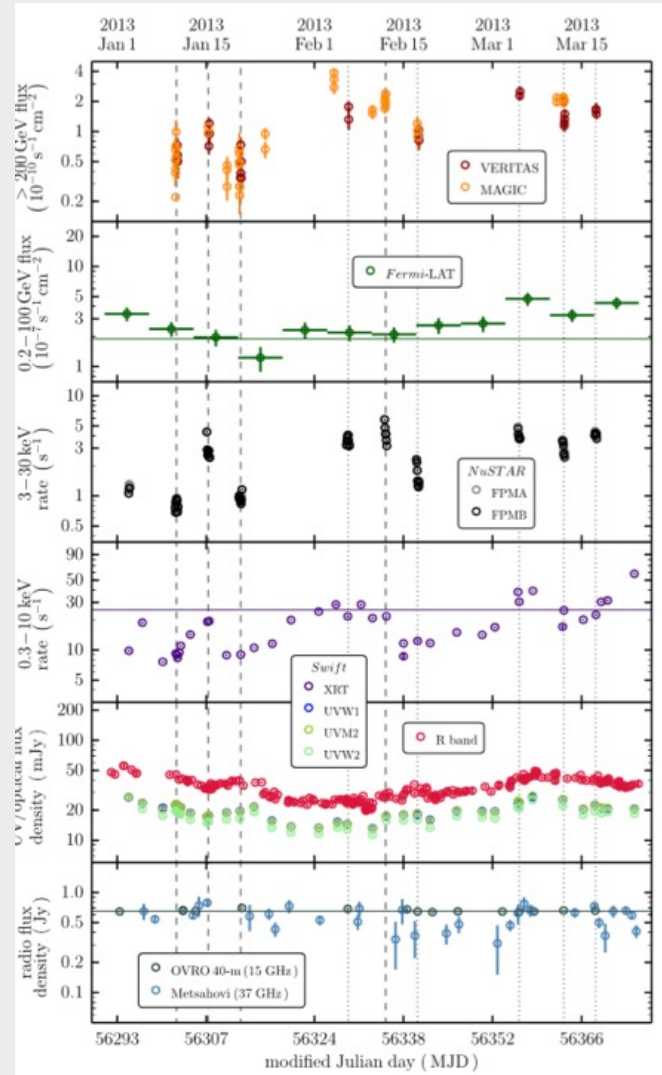 2013 2013 2013 2013 2013 2013
Jan 1 Jan 15 Feb 1 Feb 15 Mar 1 Mar 15
> 200 GeV flux
(10⁻¹⁰ s⁻¹ cm⁻²)
4
2
1
0.5
0.2
VERITAS
MAGIC
0.2−100 GeV flux
(10⁻⁷ s⁻¹ cm⁻²)
20
10
5
3
1
Fermi-LAT
3−30 keV
rate (s⁻¹)
10
5
3
1
0.5
NuSTAR
FPMA
FPMB
0.3−10 keV
rate (s⁻¹)
90
50
30
10
5
Swift
XRT
UVW1
UVM2
UVW2
UV/optical flux
density (mJy)
200
100
50
20
10
R band
radio flux
density (Jy)
1.0
0.5
0.1
OVRO 40-m (15 GHz)
Metsahovi (37 GHz)
56293 56307 56324 56338 56352 56366
modified Julian day (MJD)